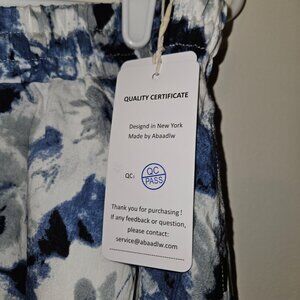 QUALITY CERTIFICATE
Designd in New York
Made by Abaadlw
QC:
QC
PASS
Thank you for purchasing !
If any feedback or question,
please contact:
service@abaadlw.com